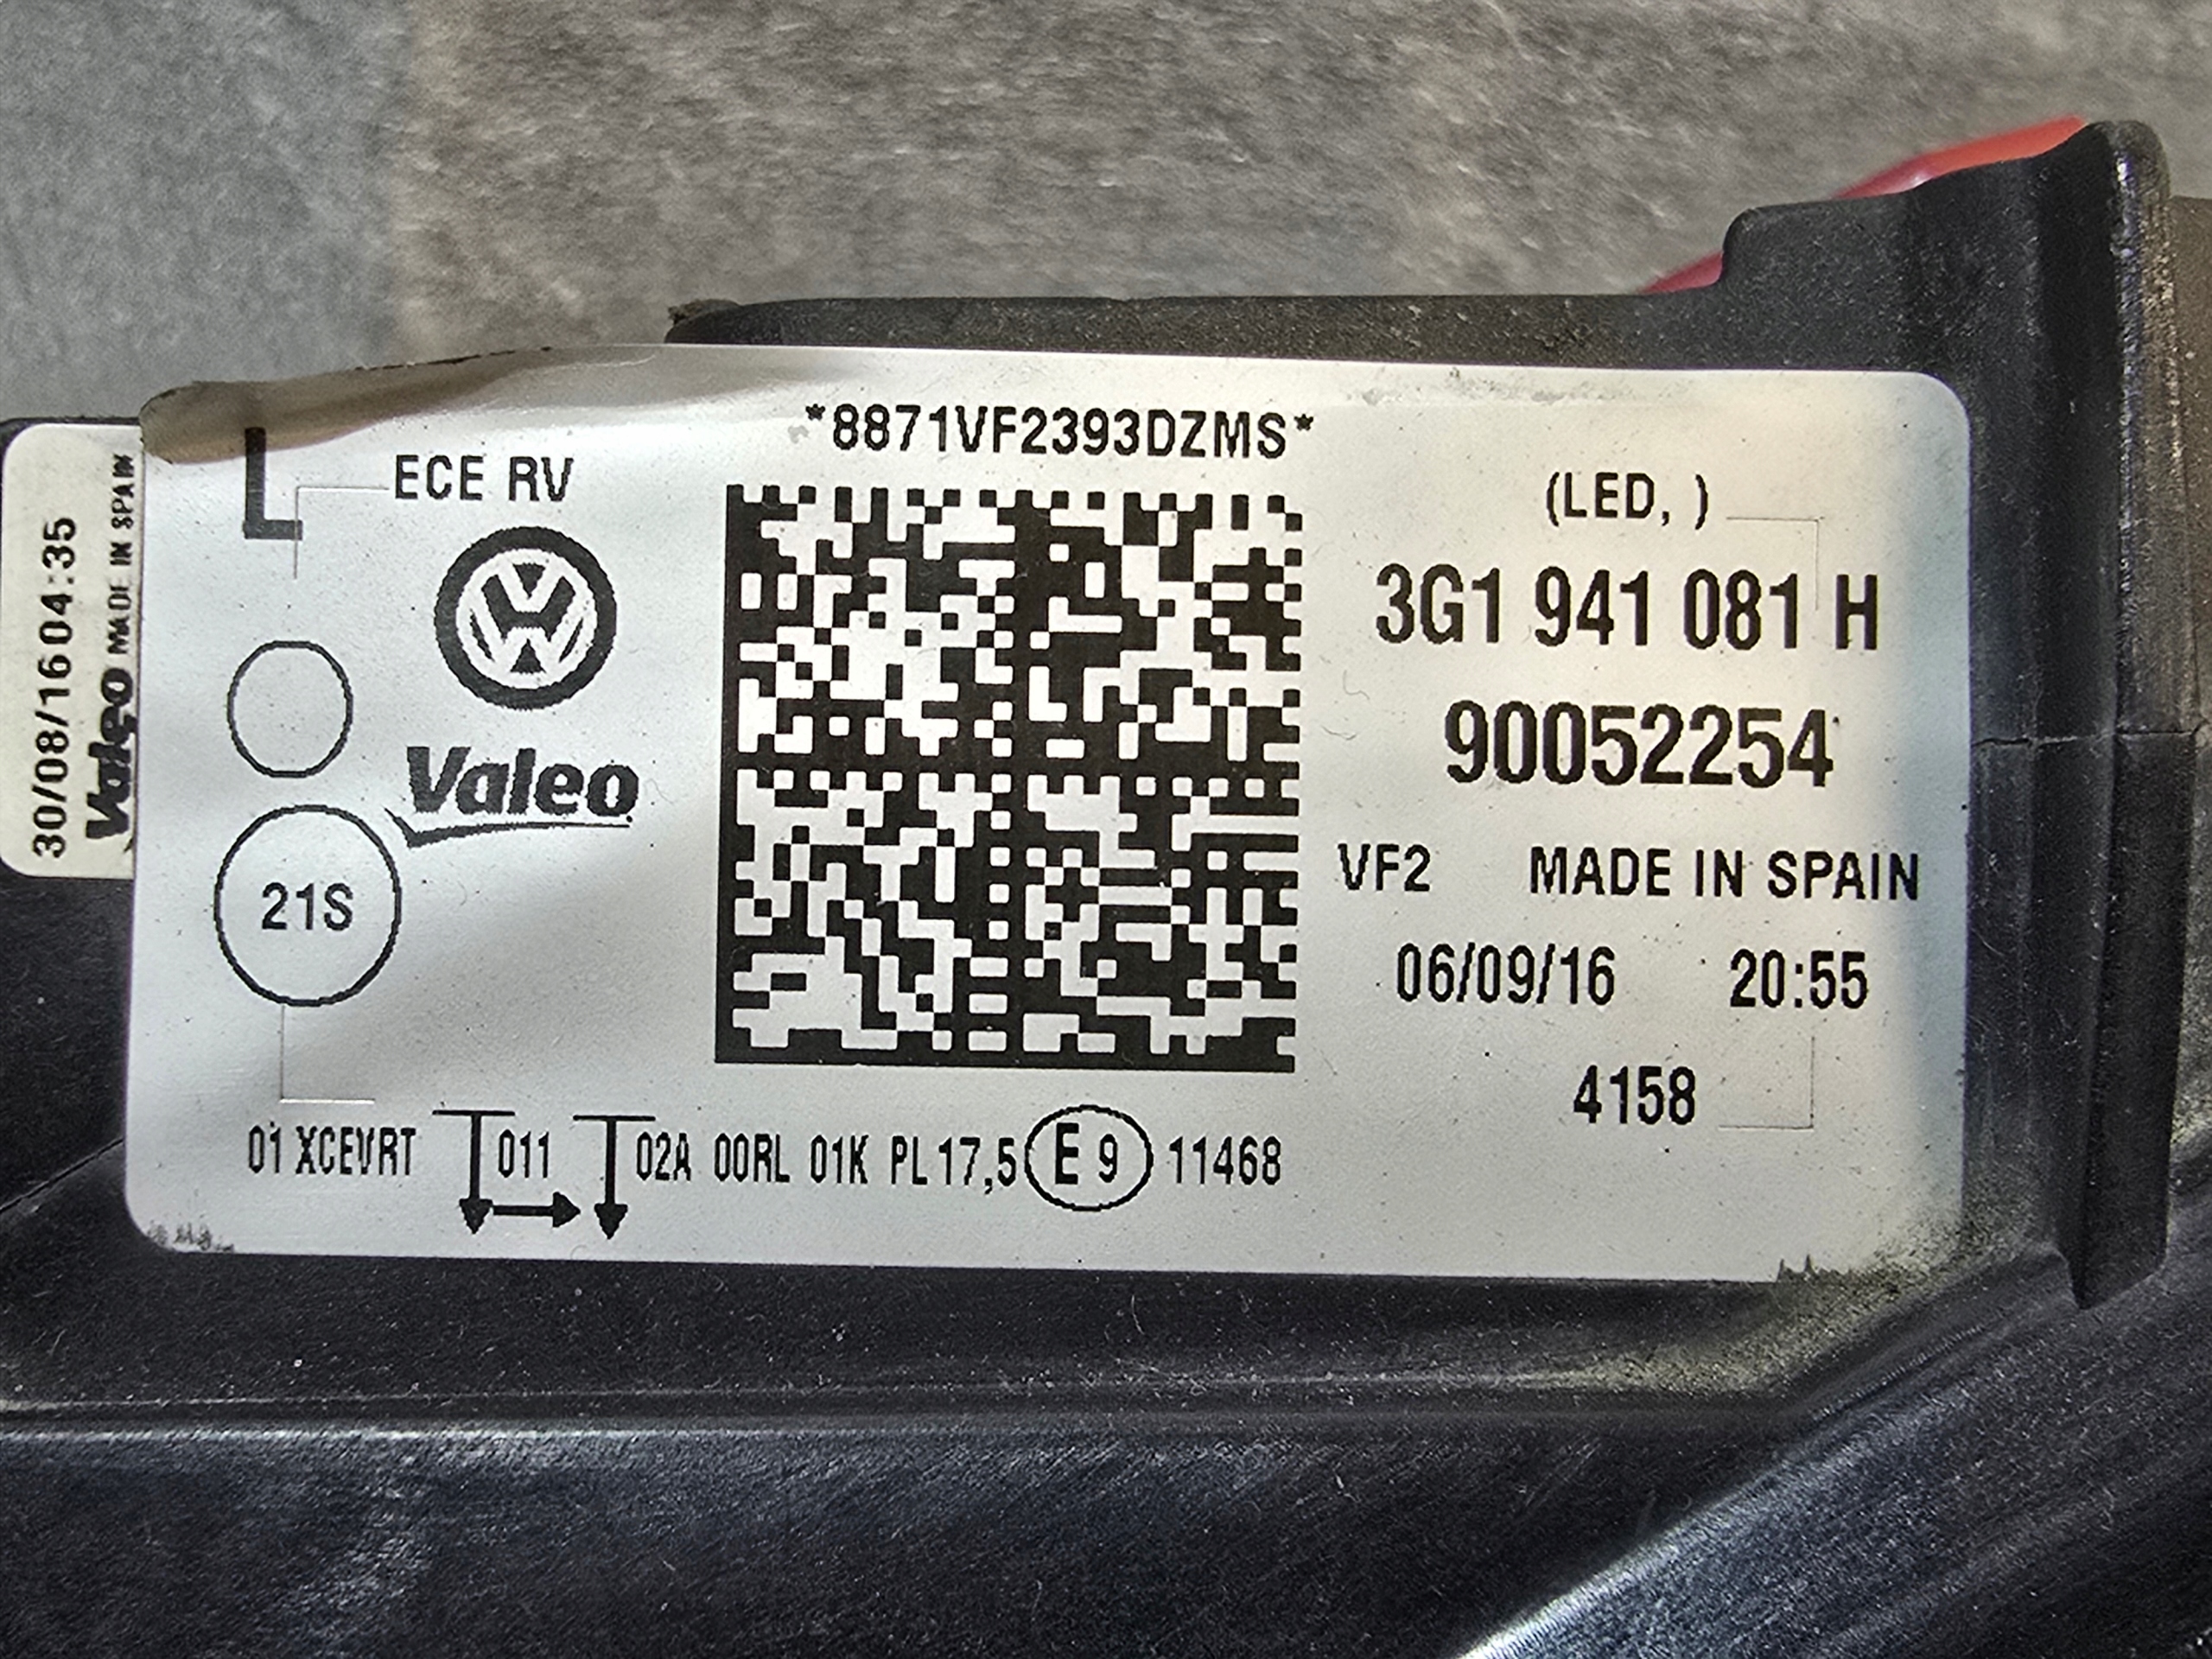 30/08/16 04:35
Valeo MADE IN SPAIN
*8871VF2393DZMS*
L
ECE RV
(LED, )
3G1 941 081 H
Valeo
90052254
21S
VF2 MADE IN SPAIN
06/09/16 20:55
4158
01 XCEVRT 011 02A 00RL 01K PL17,5 E 9 11468